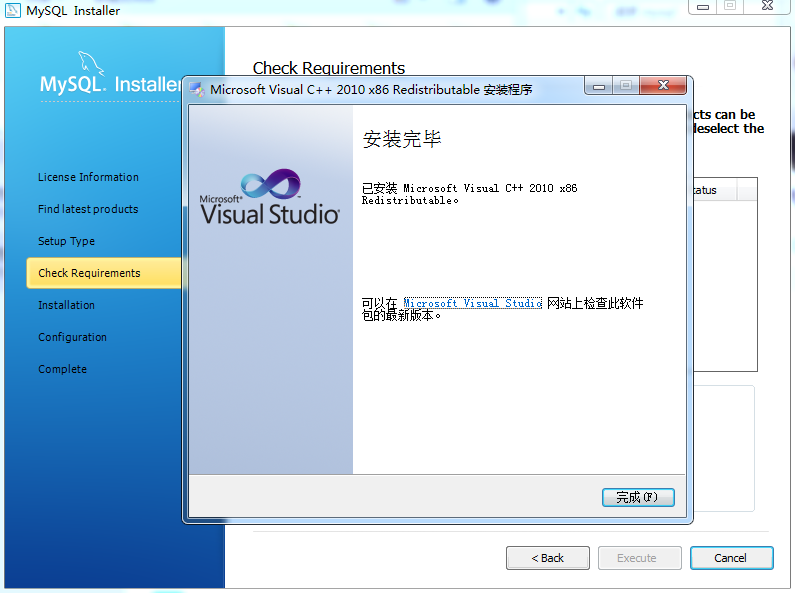 MySQL Installer
MySQL. Installer
Check Requirements
Microsoft Visual C++ 2010 x86 Redistributable 安装程序
cts can be
deselect the
License Information
Find latest products
Setup Type
Check Requirements
Installation
Configuration
Complete
Microsoft®
Visual Studio®
安装完毕
已安装 Microsoft Visual C++ 2010 x86
Redistributable。
可以在 Microsoft Visual Studio 网站上检查此软件
包的最新版本。
tatus
完成(F)
< Back
Execute
Cancel